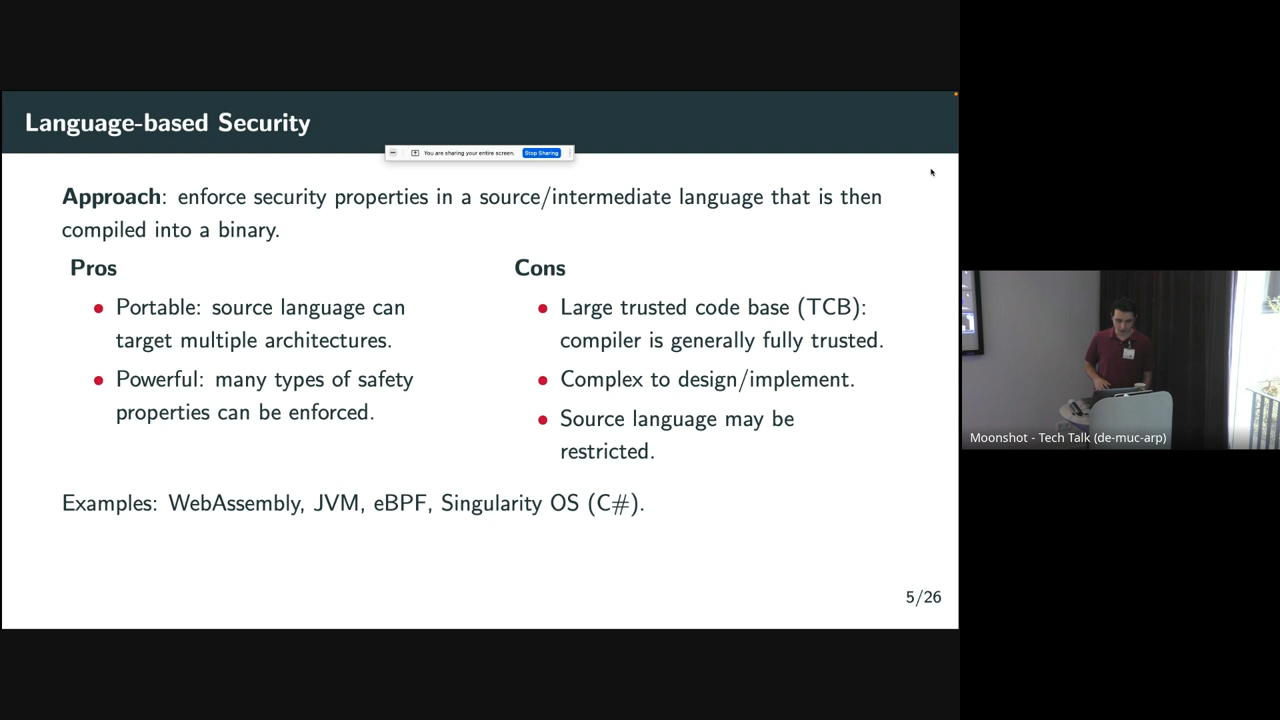 Language-based Security
You are sharing your entire screen.
Stop Sharing
Approach: enforce security properties in a source/intermediate language that is then
compiled into a binary.
Pros
Portable: source language can
target multiple architectures.
Powerful: many types of safety
properties can be enforced.
Cons
Large trusted code base (TCB):
compiler is generally fully trusted.
Complex to design/implement.
Source language may be
restricted.
Examples: WebAssembly, JVM, eBPF, Singularity OS (C#).
5/26
Moonshot - Tech Talk (de-muc-arp)